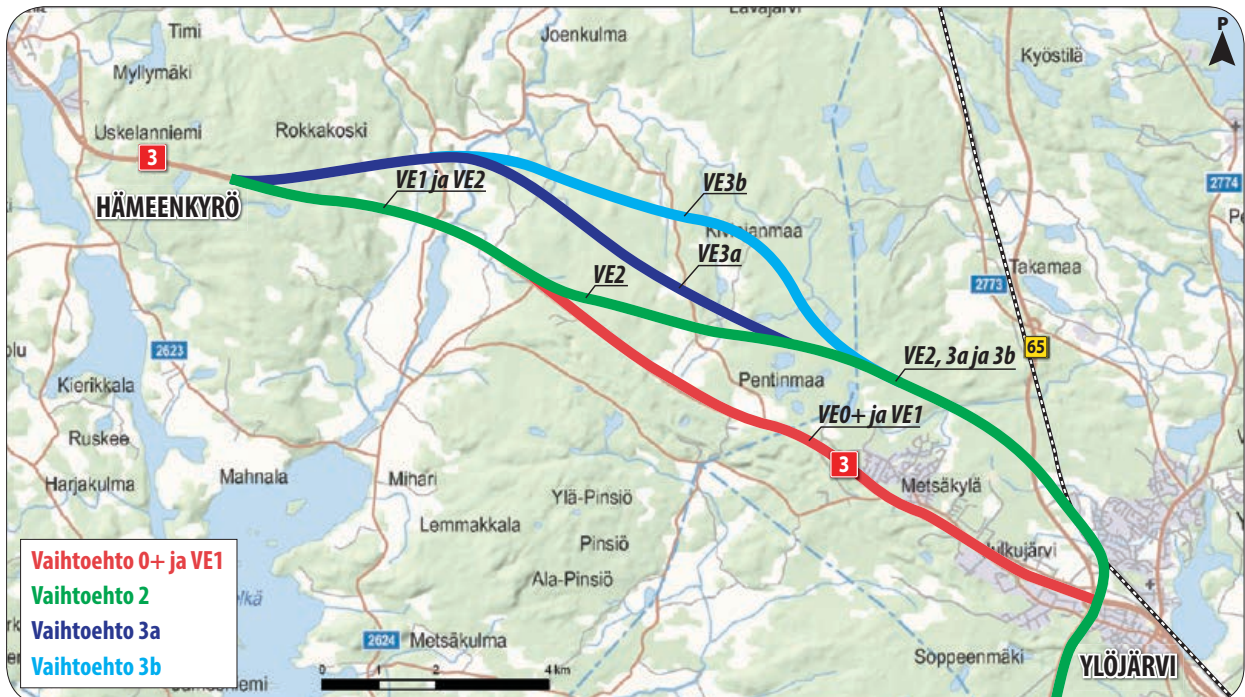 Lavajärvi
Timi
Joenkulma
P
Kyöstilä
Myllymäki
Uskelanniemi
Rokkakoski
3
VE1 ja VE2
2774
HÄMEENKYRÖ
VE3b
VE3a
Takamaa
2773
VE2
2623
65
VE2, 3a ja 3b
Kierikkala
Pentinmaa
VE0+ ja VE1
Ruskee
3
Harjakulma
Mahnala
Mihari
Metsäkylä
Ylä-Pinsiö
Lemmakkala
Pinsiö
Vaihtoehto 0+ ja VE1
Ala-Pinsiö
Vaihtoehto 2
Vaihtoehto 3a
2624
Metsäkulma
Vaihtoehto 3b
Soppeenmäki
YLÖJÄRVI
0
2
4 km